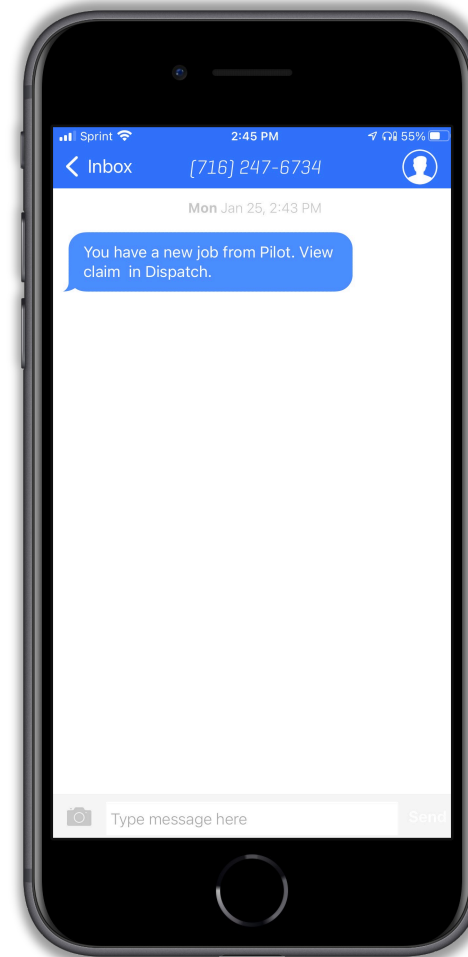 Sprint 2:45 PM 55%
Inbox (716) 247-6734
Mon Jan 25, 2:43 PM
You have a new job from Pilot. View
claim in Dispatch.
Type message here Send